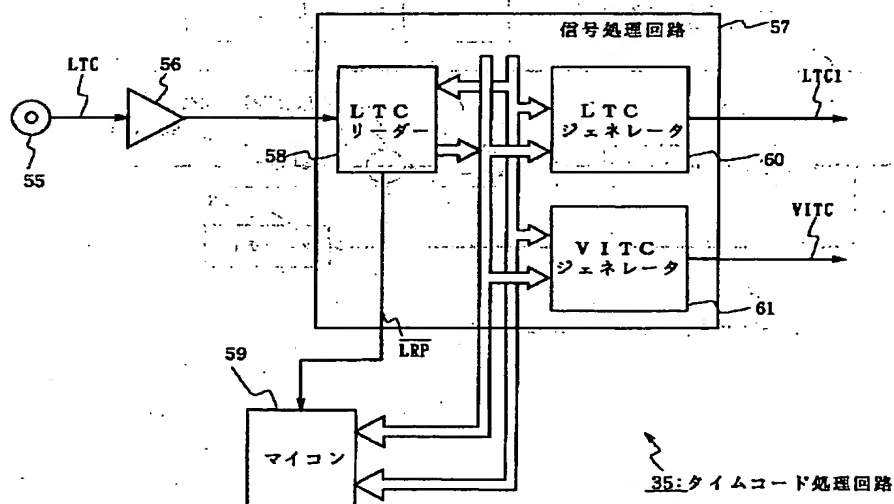 信号処理回路
57
LTC
56
LTC
リーダー
58
55
LTC
ジェネレータ
60
LTC1
VITC
ジェネレータ
61
VITC
LRP
59
マイコン
35:タイムコード処理回路